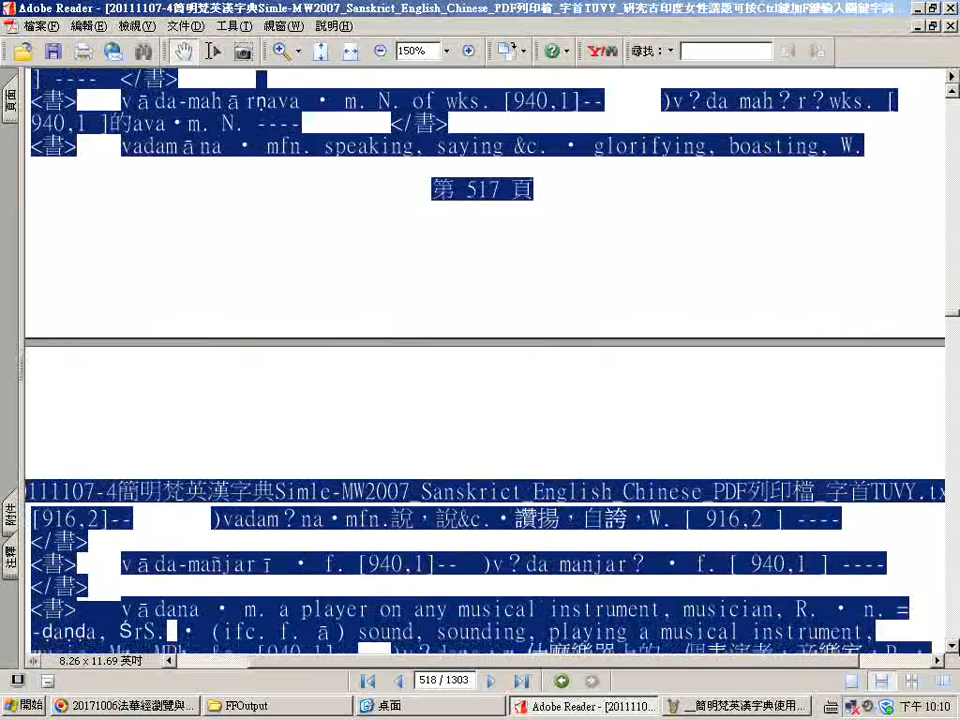 Adobe Reader - [20111107-4簡明梵英漢字典Simle-MW2007_Sanskrict_English_Chinese_PDF列印檔_字首TUVY_研究古印度女性議題可按Ctrl鍵加F鍵輸入關鍵字詞
檔案(F) 編輯(E) 檢視(V) 文件(D) 工具(T) 視窗(W) 說明(H)
150% Y! 尋找：
頁面
] ---- </書>
<書> vāda-mahārṇava • m. N. of wks. [940,1]-- )v？da mah？r？wks. [
940,1 ]的ava•m. N. ---- </書>
<書> vadamāna • mfn. speaking, saying &c. • glorifying, boasting, W.
第 517 頁
111107-4簡明梵英漢字典Simle-MW2007_Sanskrict_English_Chinese_PDF列印檔_字首TUVY.tx
[916,2]-- )vadam？na•mfn.說，說&c.•讚揚，自誇，W. [ 916,2 ] ----
</書>
<書> vāda-mañjarī • f. [940,1]-- )v？da manjar？ • f. [ 940,1 ] ----
</書>
<書> vādana • m. a player on any musical instrument, musician, R. • n. =
-daṇḍa, ŚrS. • (ifc. f. ā) sound, sounding, playing a musical instrument,
附件
註釋
8.26 x 11.69 英吋
518 / 1303
開始 20171006法華經瀏覽與... FFOutput 桌面 Adobe Reader - [2011110... __簡明梵英漢字典使用... 下午 10:10